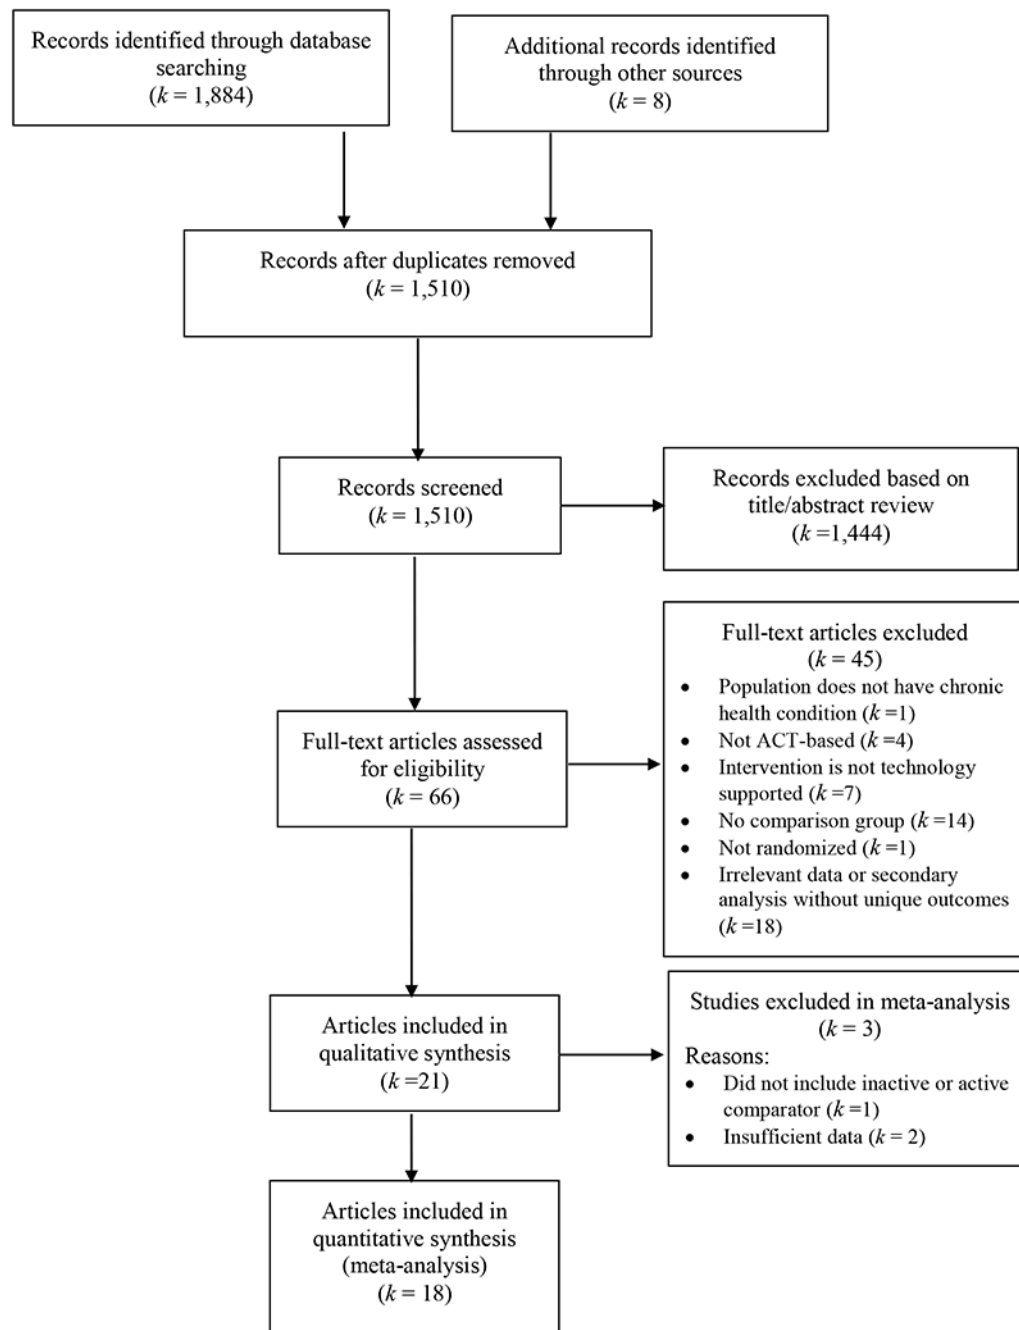 Records identified through database
searching
(k = 1,884)
Additional records identified
through other sources
(k = 8)
Records after duplicates removed
(k = 1,510)
Records screened
(k = 1,510)
Records excluded based on
title/abstract review
(k =1,444)
Full-text articles assessed
for eligibility
(k = 66)
Full-text articles excluded
(k = 45)
• Population does not have chronic
health condition (k =1)
• Not ACT-based (k =4)
• Intervention is not technology
supported (k =7)
• No comparison group (k =14)
• Not randomized (k =1)
• Irrelevant data or secondary
analysis without unique outcomes
(k =18)
Articles included in
qualitative synthesis
(k =21)
Studies excluded in meta-analysis
(k = 3)
Reasons:
• Did not include inactive or active
comparator (k =1)
• Insufficient data (k = 2)
Articles included in
quantitative synthesis
(meta-analysis)
(k = 18)